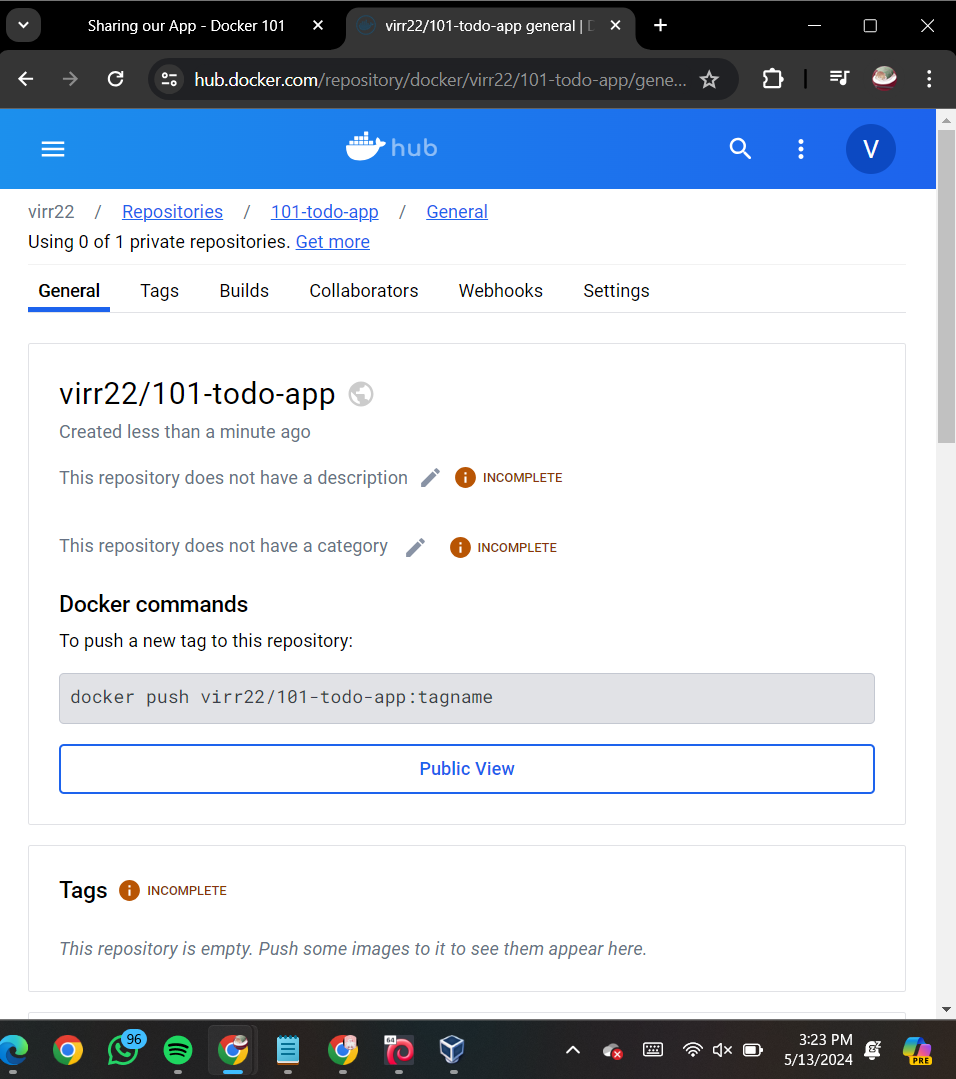 Sharing our App - Docker 101
virr22/101-todo-app general |
hub.docker.com/repository/docker/virr22/101-todo-app/gene...
hub
V
virr22 / Repositories / 101-todo-app / General
Using 0 of 1 private repositories. Get more
General Tags Builds Collaborators Webhooks Settings
virr22/101-todo-app
Created less than a minute ago
This repository does not have a description INCOMPLETE
This repository does not have a category INCOMPLETE
Docker commands
To push a new tag to this repository:
docker push virr22/101-todo-app:tagname
Public View
Tags INCOMPLETE
This repository is empty. Push some images to it to see them appear here.
96
64
3:23 PM
5/13/2024
PRE